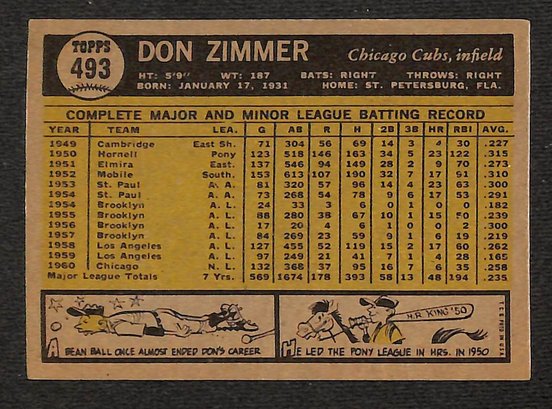 TOPPS
493
DON ZIMMER
Chicago Cubs, infield
HT: 5'9" WT: 187 BATS: RIGHT THROWS: RIGHT
BORN: JANUARY 17, 1931 HOME: ST. PETERSBURG, FLA.
COMPLETE MAJOR AND MINOR LEAGUE BATTING RECORD
YEAR TEAM LEA. G AB R H 2B 3B HR RBI AVG.
1949 Cambridge East Sh. 71 304 56 69 14 3 4 30 .227
1950 Hornell Pony 123 518 146 163 34 5 23 122 .315
1951 Elmira East. 137 546 94 149 28 9 70 .273
1952 Mobile South. 153 613 107 190 32 7 17 91 .310
1953 St. Paul A. A. 81 320 57 96 14 4 23 63 .300
1954 St. Paul A. A. 73 268 54 78 9 6 17 53 .291
1954 Brooklyn N. L. 24 33 3 6 0 1 0 0 .182
1955 Brooklyn N. L. 88 280 38 67 10 1 15 50 .239
1956 Brooklyn N. L. 17 20 4 6 1 0 0 2 .300
1957 Brooklyn N. L. 84 269 23 59 9 1 6 19 .219
1958 Los Angeles N. L. 127 455 52 119 15 2 17 60 .262
1959 Los Angeles N. L. 97 249 21 41 7 1 4 28 .165
1960 Chicago N. L. 132 368 37 95 16 7 6 35 .258
Major League Totals 7 Yrs. 569 1674 178 393 58 13 48 194 .235
A BEAN BALL ONCE ALMOST ENDED DON'S CAREER
H.R. KING '50
HE LED THE PONY LEAGUE IN HRS. IN 1950